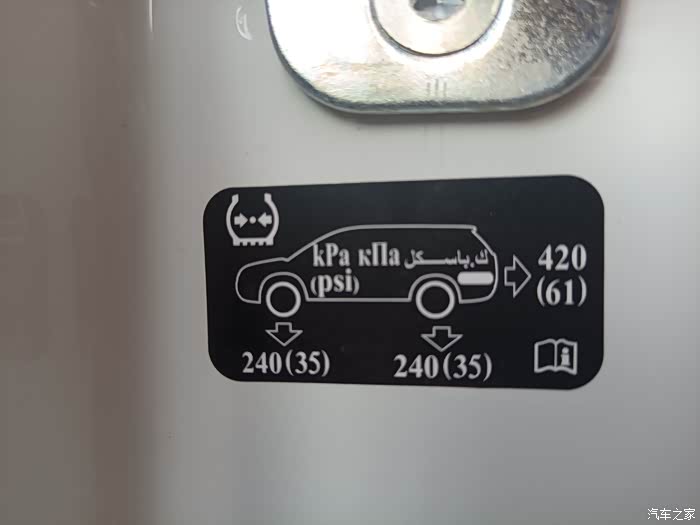 kPa кПа ك.باسكل
(psi)
420
(61)
240(35)
240(35)
汽车之家